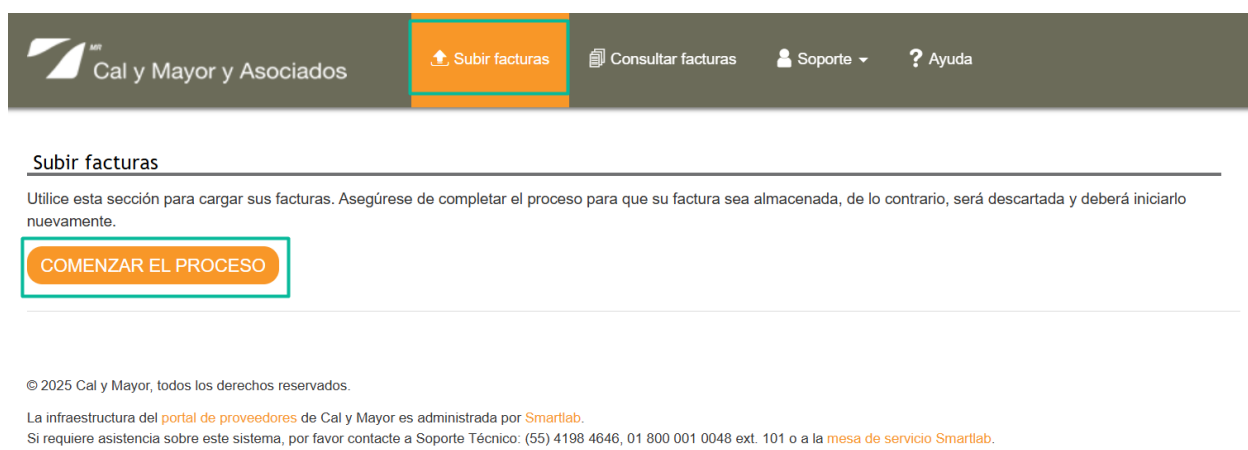 MR
Cal y Mayor y Asociados
Subir facturas
Consultar facturas
Soporte
? Ayuda
Subir facturas
Utilice esta sección para cargar sus facturas. Asegúrese de completar el proceso para que su factura sea almacenada, de lo contrario, será descartada y deberá iniciarlo
nuevamente.
COMENZAR EL PROCESO
© 2025 Cal y Mayor, todos los derechos reservados.
La infraestructura del portal de proveedores de Cal y Mayor es administrada por Smartlab.
Si requiere asistencia sobre este sistema, por favor contacte a Soporte Técnico: (55) 4198 4646, 01 800 001 0048 ext. 101 o a la mesa de servicio Smartlab.